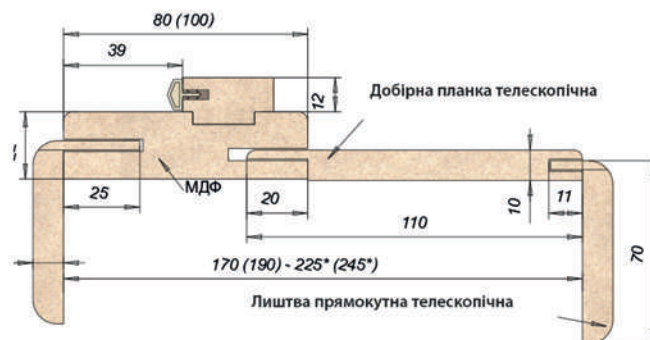 80 (100)
39
12
Добірна планка телескопічна
МДФ
25
20
10
11
110
70
170 (190) - 225* (245*)
Лиштва прямокутна телескопічна